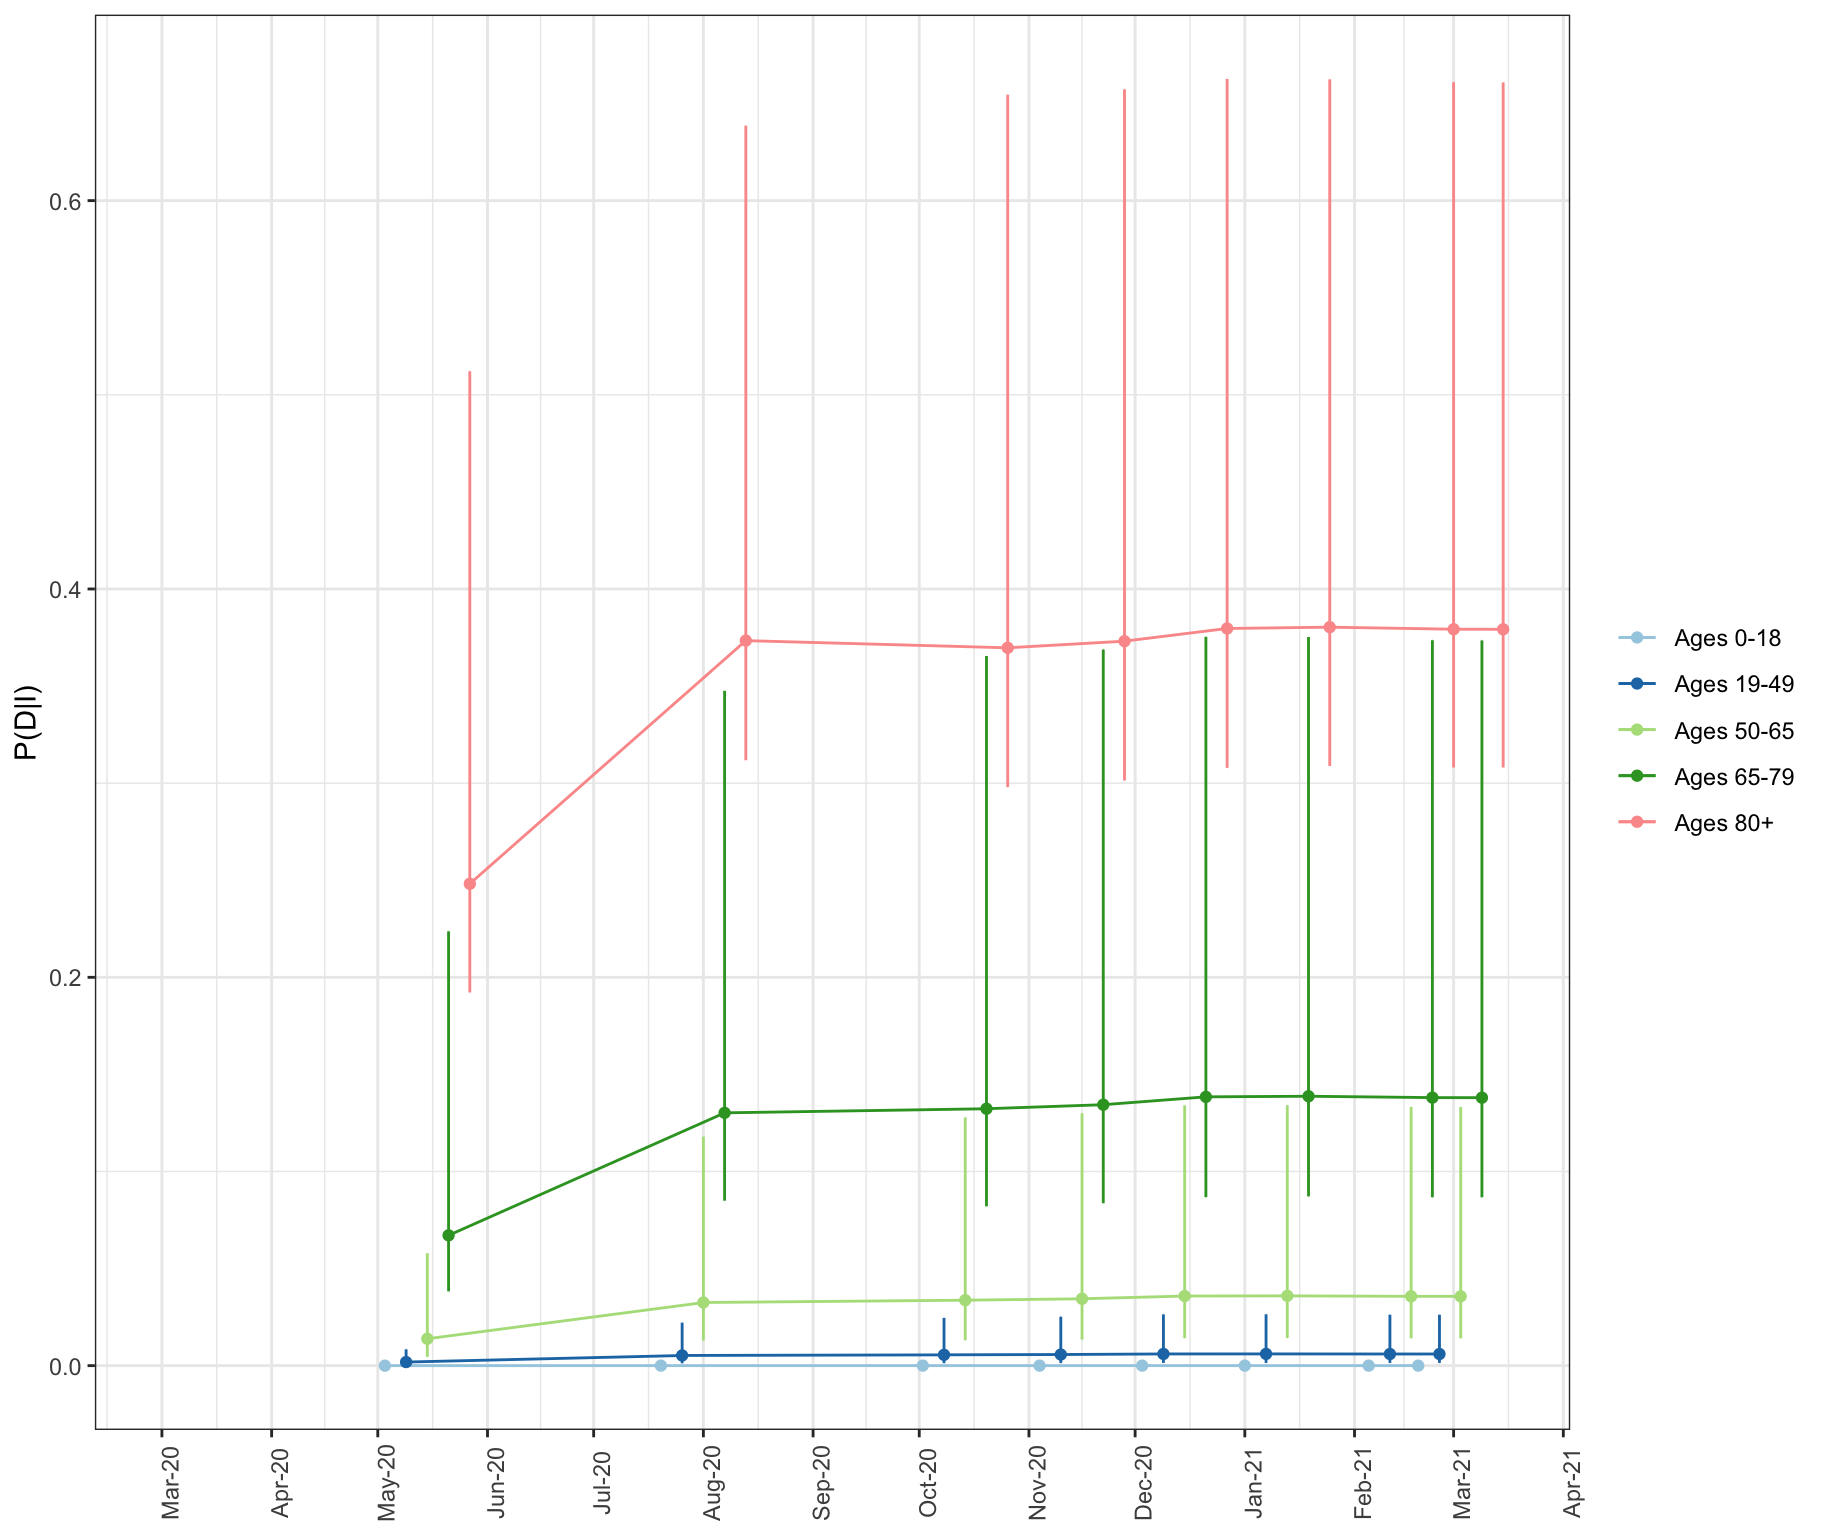 P(D|I)
0.6
0.4
0.2
0.0
Mar-20
Apr-20
May-20
Jun-20
Jul-20
Aug-20
Sep-20
Oct-20
Nov-20
Dec-20
Jan-21
Feb-21
Mar-21
Apr-21
Ages 0-18
Ages 19-49
Ages 50-65
Ages 65-79
Ages 80+